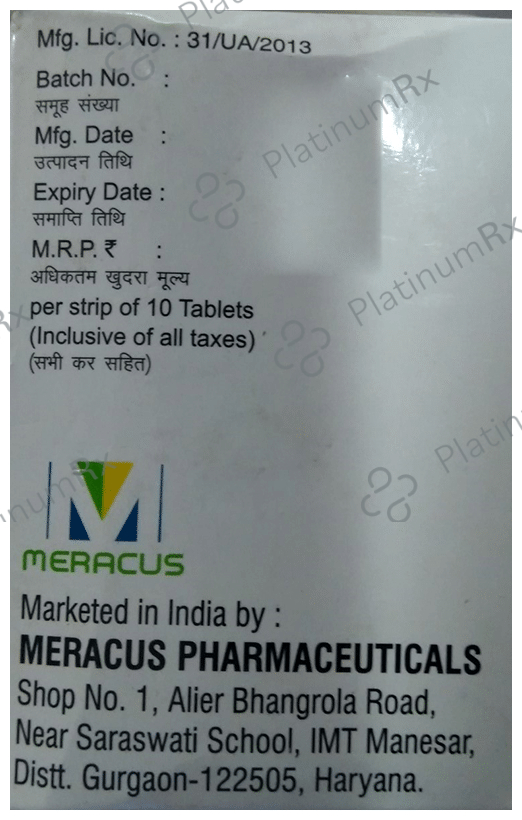 Mfg. Lic. No. : 31/UA/2013
Batch No. :
समूह संख्या
Mfg. Date :
उत्पादन तिथि
Expiry Date :
समाप्ति तिथि
M.R.P. ₹ :
अधिकतम खुदरा मूल्य
per strip of 10 Tablets
(Inclusive of all taxes)
(सभी कर सहित)
MERACUS
Marketed in India by :
MERACUS PHARMACEUTICALS
Shop No. 1, Alier Bhangrola Road,
Near Saraswati School, IMT Manesar,
Distt. Gurgaon-122505, Haryana.
PlatinumRx
PlatinumRx